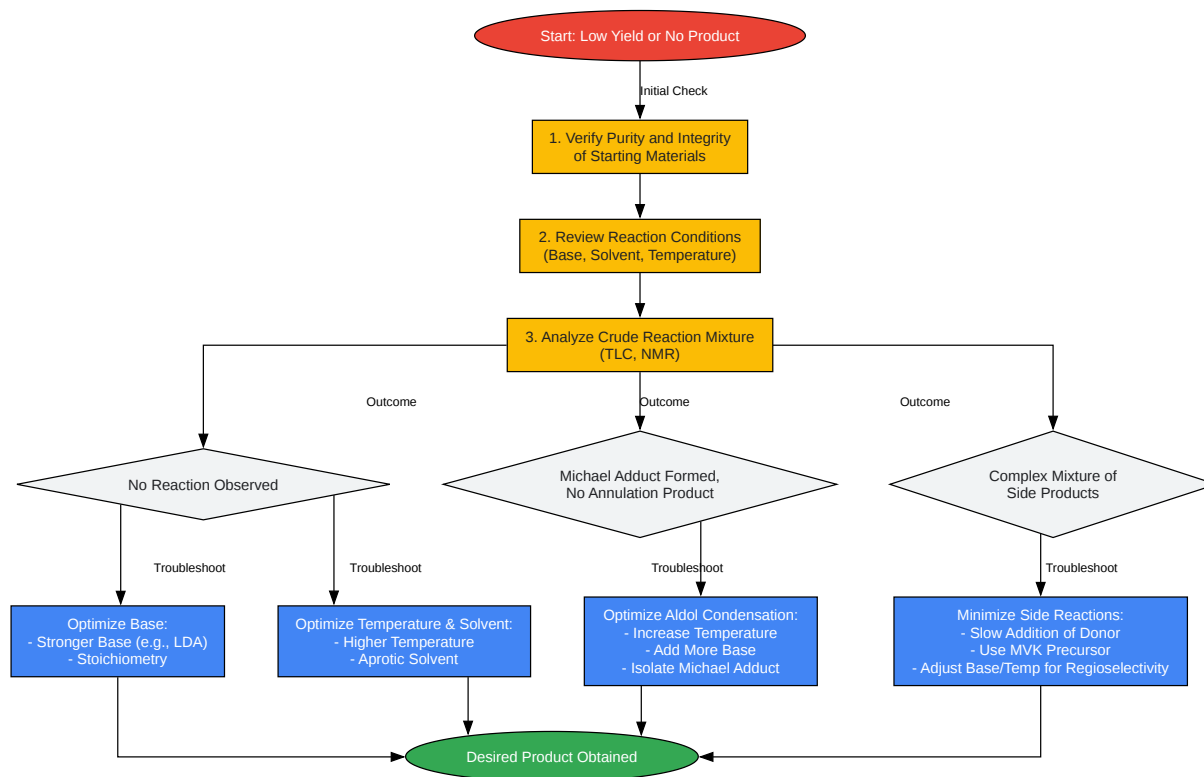 Start: Low Yield or No Product
Initial Check
1. Verify Purity and Integrity
of Starting Materials
2. Review Reaction Conditions
(Base, Solvent, Temperature)
3. Analyze Crude Reaction Mixture
(TLC, NMR)
Outcome
Outcome
Outcome
No Reaction Observed
Michael Adduct Formed,
No Annulation Product
Complex Mixture of
Side Products
Troubleshoot
Troubleshoot
Troubleshoot
Troubleshoot
Optimize Base:
- Stronger Base (e.g., LDA)
- Stoichiometry
Optimize Temperature & Solvent:
- Higher Temperature
- Aprotic Solvent
Optimize Aldol Condensation:
- Increase Temperature
- Add More Base
- Isolate Michael Adduct
Minimize Side Reactions:
- Slow Addition of Donor
- Use MVK Precursor
- Adjust Base/Temp for Regioselectivity
Desired Product Obtained